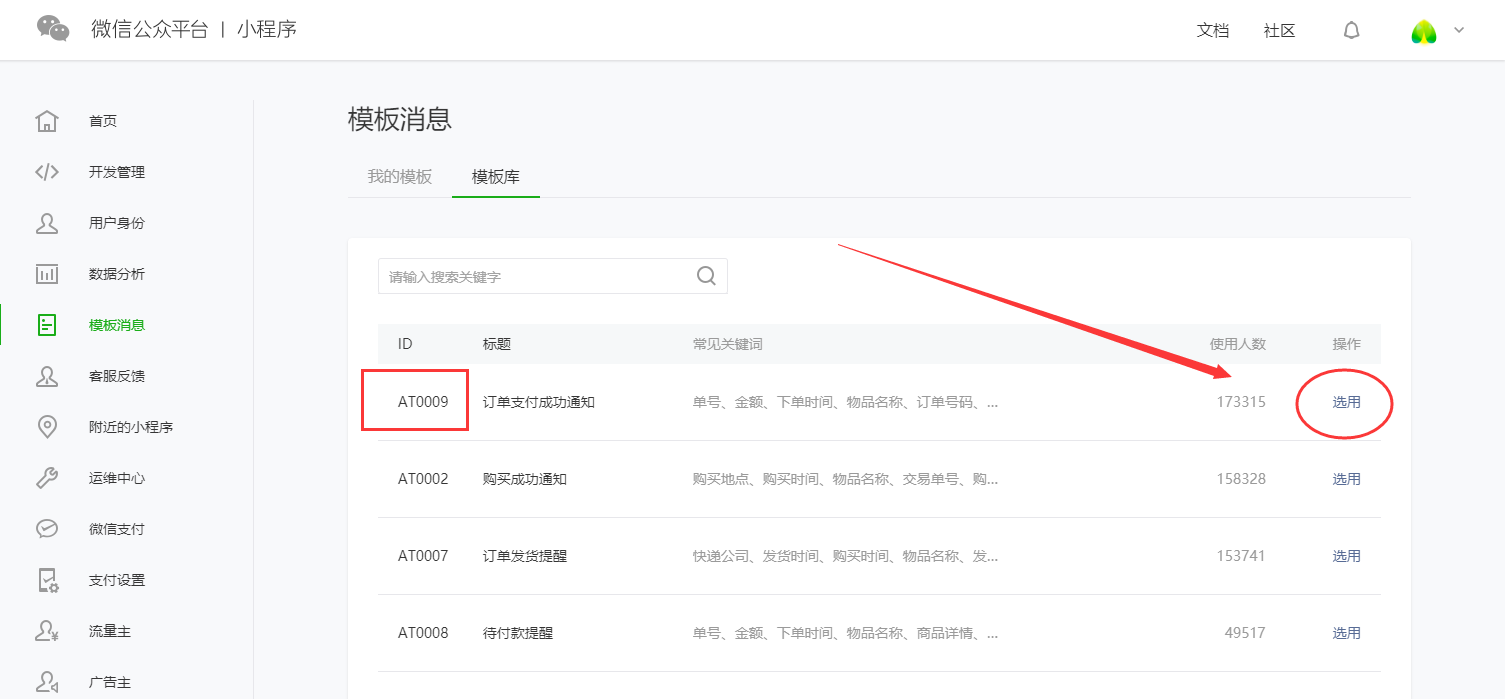 微信公众平台 | 小程序
文档
社区
首页
开发管理
用户身份
数据分析
模板消息
客服反馈
附近的小程序
运维中心
微信支付
支付设置
流量主
广告主
模板消息
我的模板
模板库
请输入搜索关键字
ID 标题 常见关键词 使用人数 操作
AT0009 订单支付成功通知 单号、金额、下单时间、物品名称、订单号码、... 173315 选用
AT0002 购买成功通知 购买地点、购买时间、物品名称、交易单号、购... 158328 选用
AT0007 订单发货提醒 快递公司、发货时间、购买时间、物品名称、发... 153741 选用
AT0008 待付款提醒 单号、金额、下单时间、物品名称、商品详情、... 49517 选用